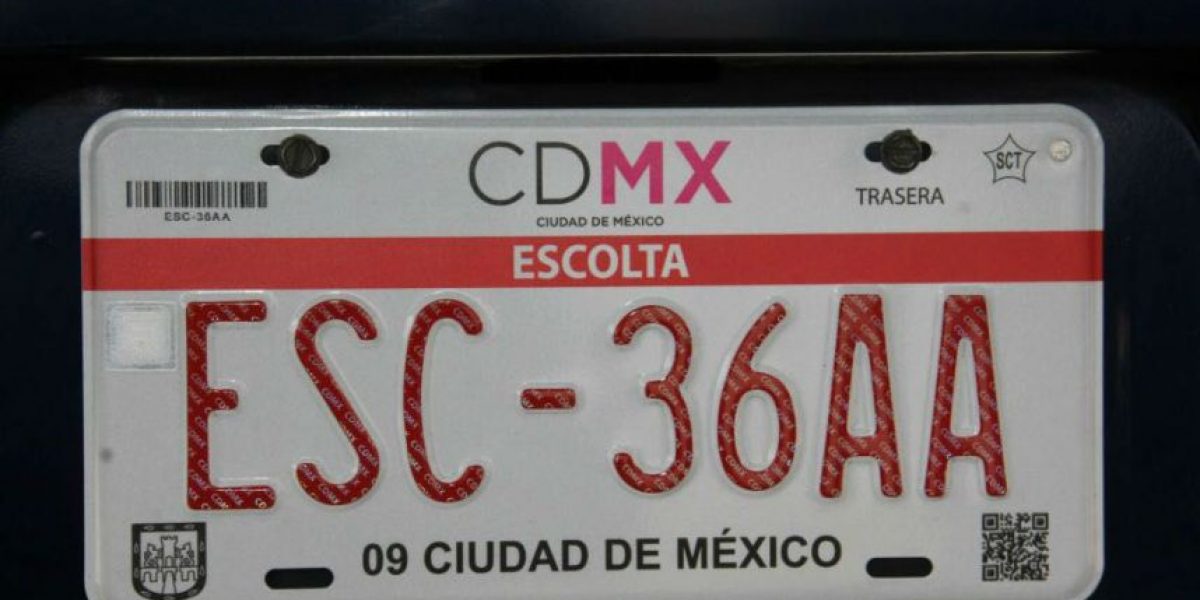 CDMX
CIUDAD DE MÉXICO
ESC-36AA
TRASERA
SCT
ESCOLTA
ESC-36AA
09 CIUDAD DE MÉXICO